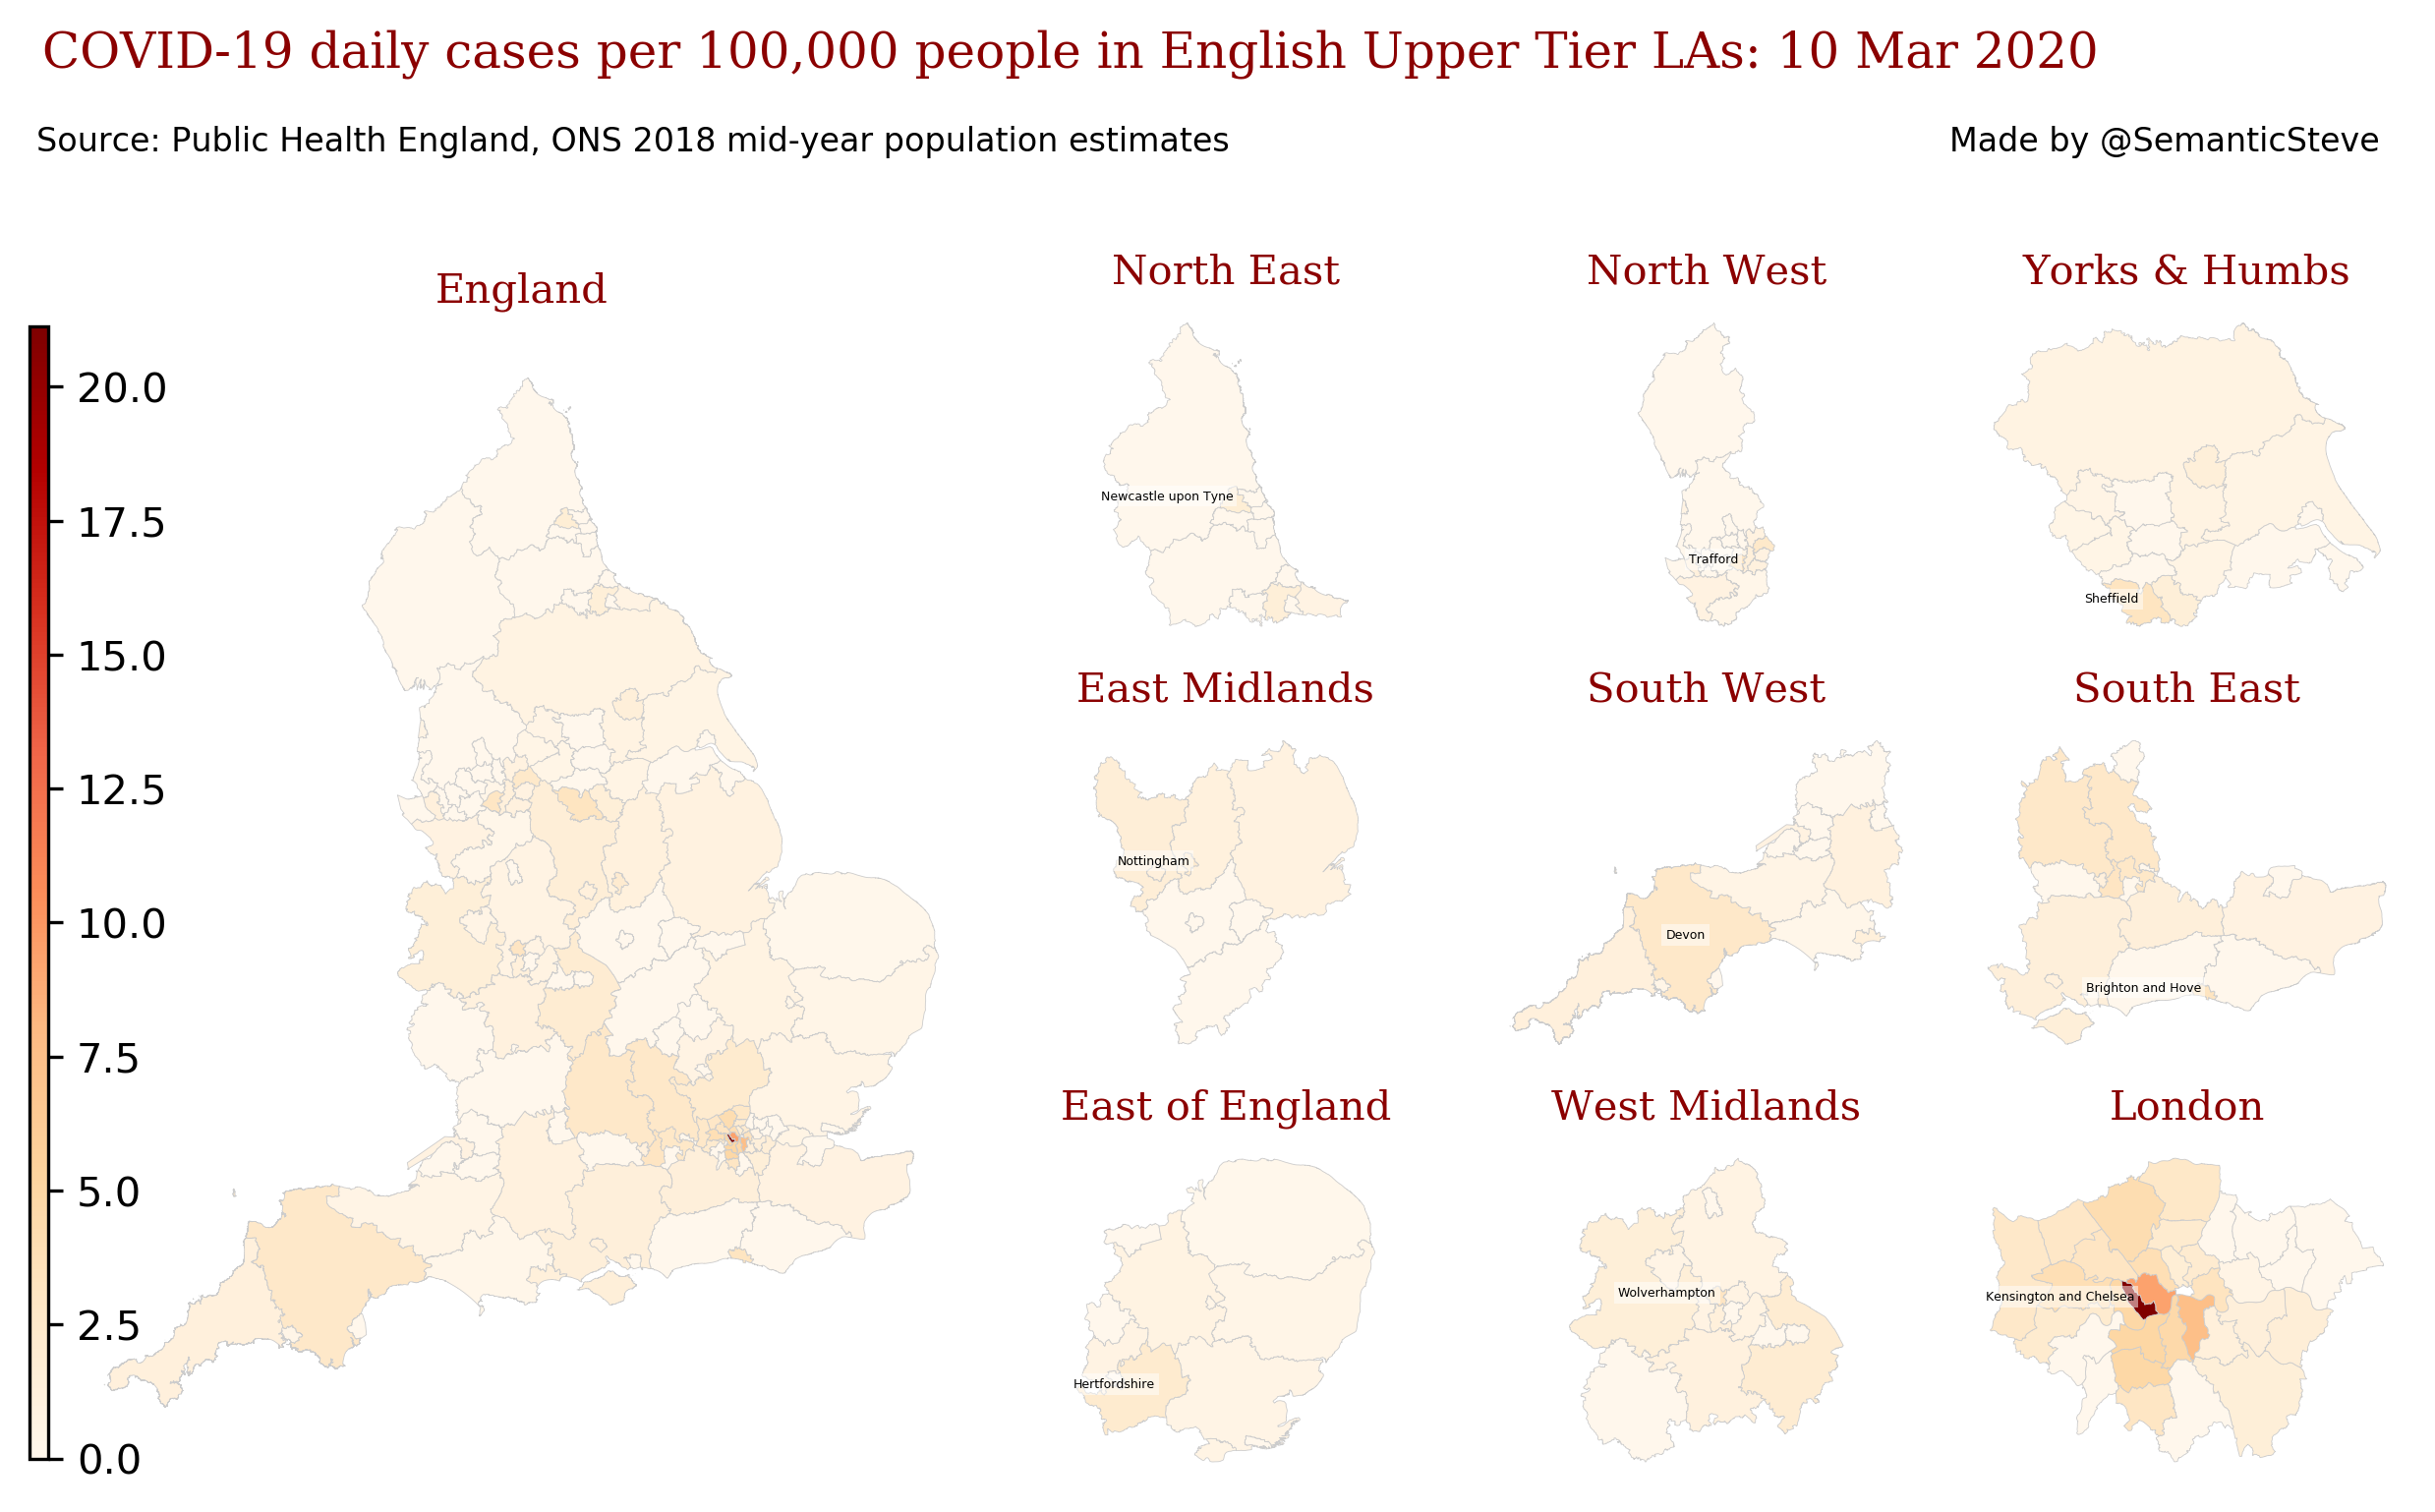 COVID-19 daily cases per 100,000 people in English Upper Tier LAs: 10 Mar 2020
Source: Public Health England, ONS 2018 mid-year population estimates
Made by @SemanticSteve
England
20.0
17.5
15.0
12.5
10.0
7.5
5.0
2.5
0.0
North East
Newcastle upon Tyne
North West
Trafford
Yorks & Humbs
Sheffield
East Midlands
Nottingham
South West
Devon
South East
Brighton and Hove
East of England
Hertfordshire
West Midlands
Wolverhampton
London
Kensington and Chelsea